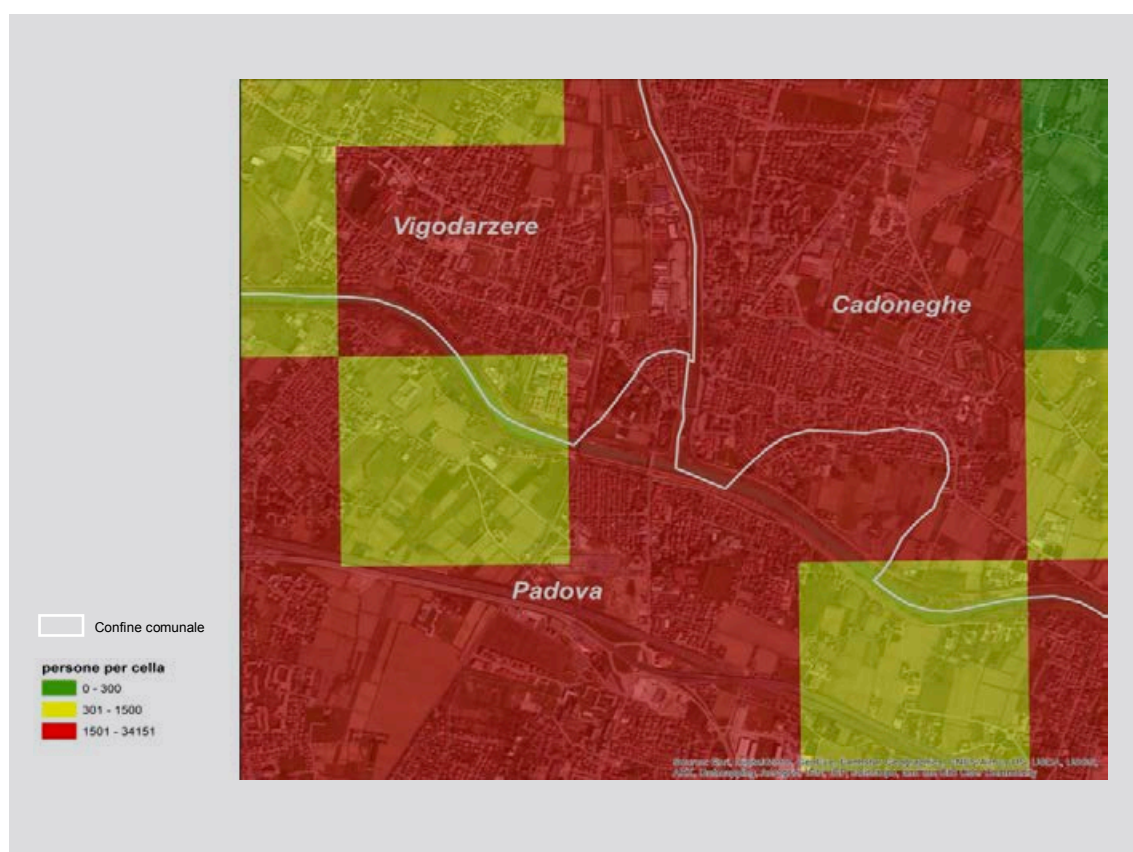 Vigodarzere
Cadoneghe
Padova
Confine comunale
persone per cella
0 - 300
301 - 1500
1501 - 34151